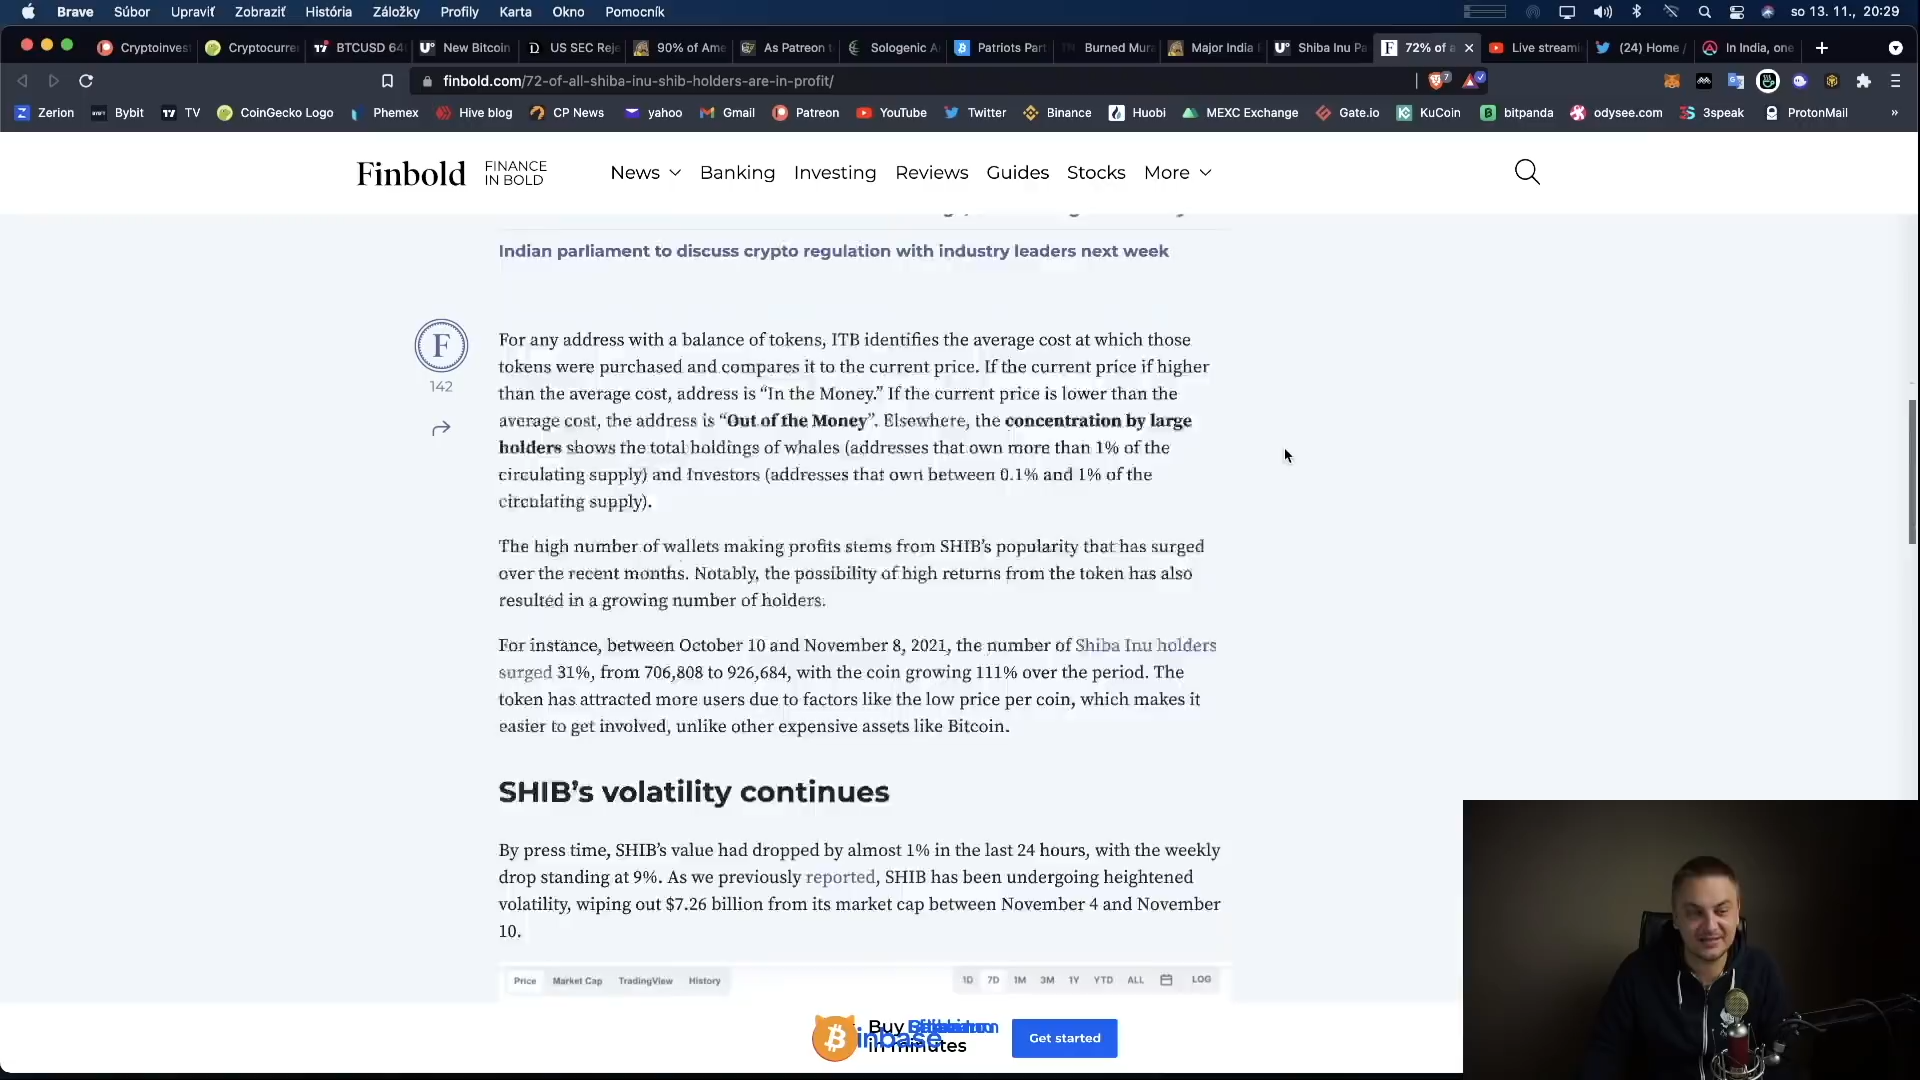 Brave Súbor Upraviť Zobraziť História Záložky Profily Karta Okno Pomocník so 13. 11., 20:29
Cryptoinves Cryptocurre BTCUSD 64 New Bitcoin US SEC Reje 90% of Ame As Patreon t Sologenic A Patriots Part Burned Mura Major India Shiba Inu Pa 72% of a Live streami (24) Home / In India, one
finbold.com/72-of-all-shiba-inu-shib-holders-are-in-profit/ 7
Zerion Bybit TV CoinGecko Logo Phemex Hive blog CP News yahoo Gmail Patreon YouTube Twitter Binance Huobi MEXC Exchange Gate.io KuCoin bitpanda odysee.com 3speak ProtonMail »
Finbold FINANCE IN BOLD News Banking Investing Reviews Guides Stocks More
Indian parliament to discuss crypto regulation with industry leaders next week
F
142
For any address with a balance of tokens, ITB identifies the average cost at which those
tokens were purchased and compares it to the current price. If the current price if higher
than the average cost, address is “In the Money.” If the current price is lower than the
average cost, the address is “Out of the Money”. Elsewhere, the concentration by large
holders shows the total holdings of whales (addresses that own more than 1% of the
circulating supply) and Investors (addresses that own between 0.1% and 1% of the
circulating supply).
The high number of wallets making profits stems from SHIB’s popularity that has surged
over the recent months. Notably, the possibility of high returns from the token has also
resulted in a growing number of holders.
For instance, between October 10 and November 8, 2021, the number of Shiba Inu holders
surged 31%, from 706,808 to 926,684, with the coin growing 111% over the period. The
token has attracted more users due to factors like the low price per coin, which makes it
easier to get involved, unlike other expensive assets like Bitcoin.
SHIB’s volatility continues
By press time, SHIB’s value had dropped by almost 1% in the last 24 hours, with the weekly
drop standing at 9%. As we previously reported, SHIB has been undergoing heightened
volatility, wiping out $7.26 billion from its market cap between November 4 and November
10.
Price Market Cap TradingView History 1D 7D 1M 3M 1Y YTD ALL LOG
Buy
in minutes
Get started